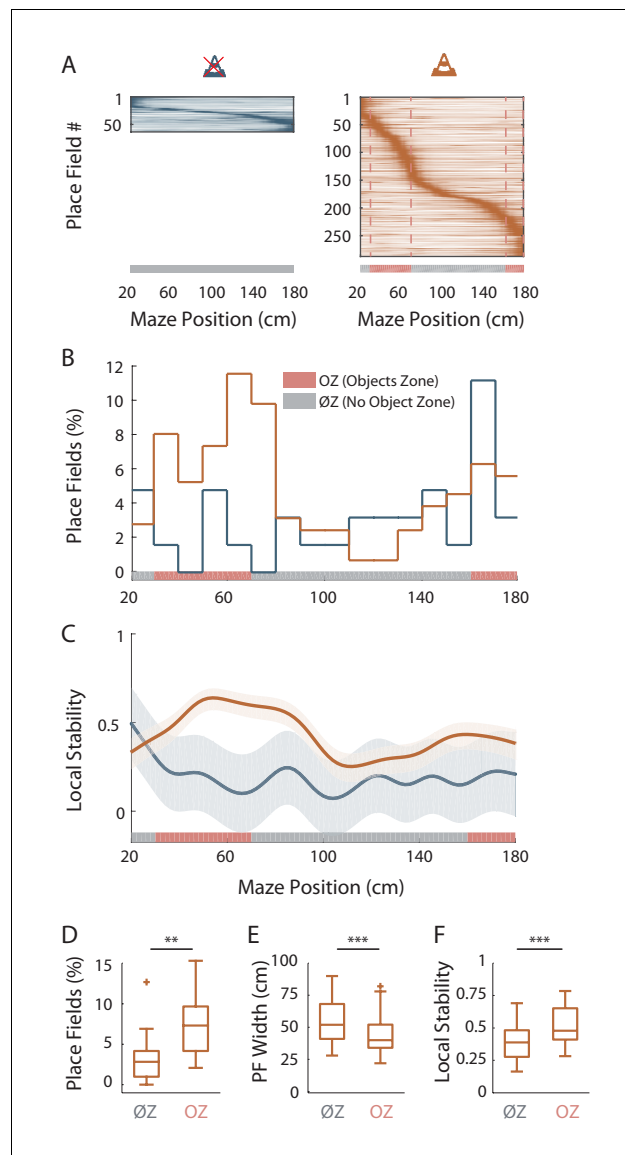 A
Place Field #
1
50
20 60 100 140 180
Maze Position (cm)
1
50
100
150
200
250
20 60 100 140 180
Maze Position (cm)
B
Place Fields (%)
12
10
8
6
4
2
0
OZ (Objects Zone)
ØZ (No Object Zone)
20 60 100 140 180
C
Local Stability
1
0.5
0
20 60 100 140 180
Maze Position (cm)
D
**
Place Fields (%)
15
10
5
0
ØZ OZ
E
***
PF Width (cm)
100
75
50
25
0
ØZ OZ
F
***
Local Stability
1
0.75
0.5
0.25
0
ØZ OZ